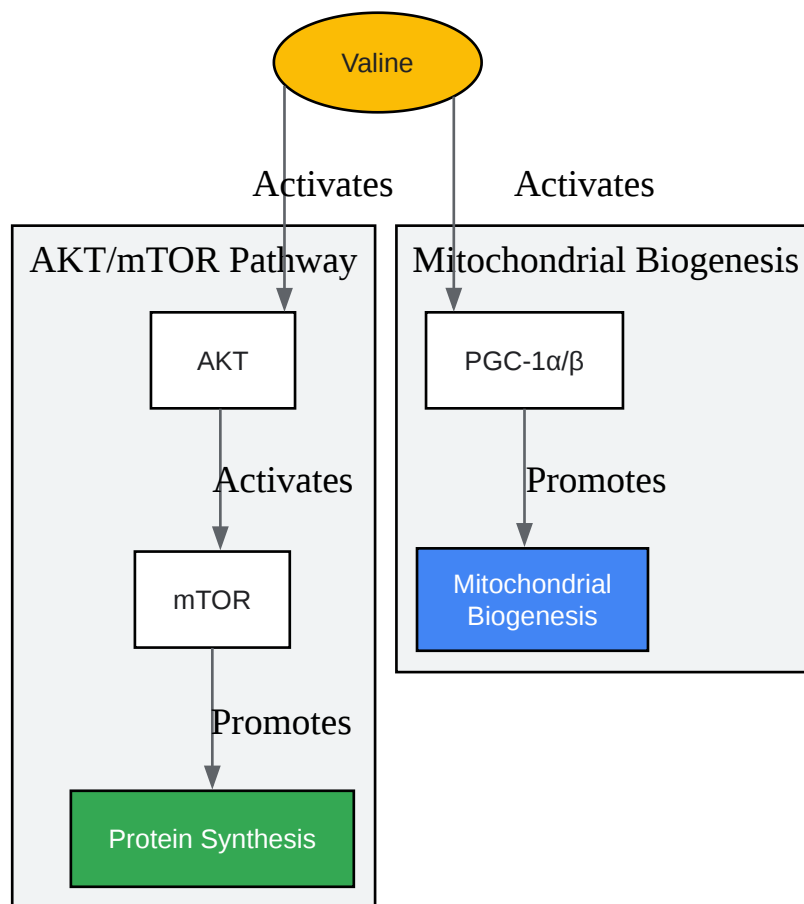 Valine
Activates
Activates
AKT/mTOR Pathway
Mitochondrial Biogenesis
AKT
PGC-1α/β
Activates
Promotes
mTOR
Mitochondrial
Biogenesis
Promotes
Protein Synthesis